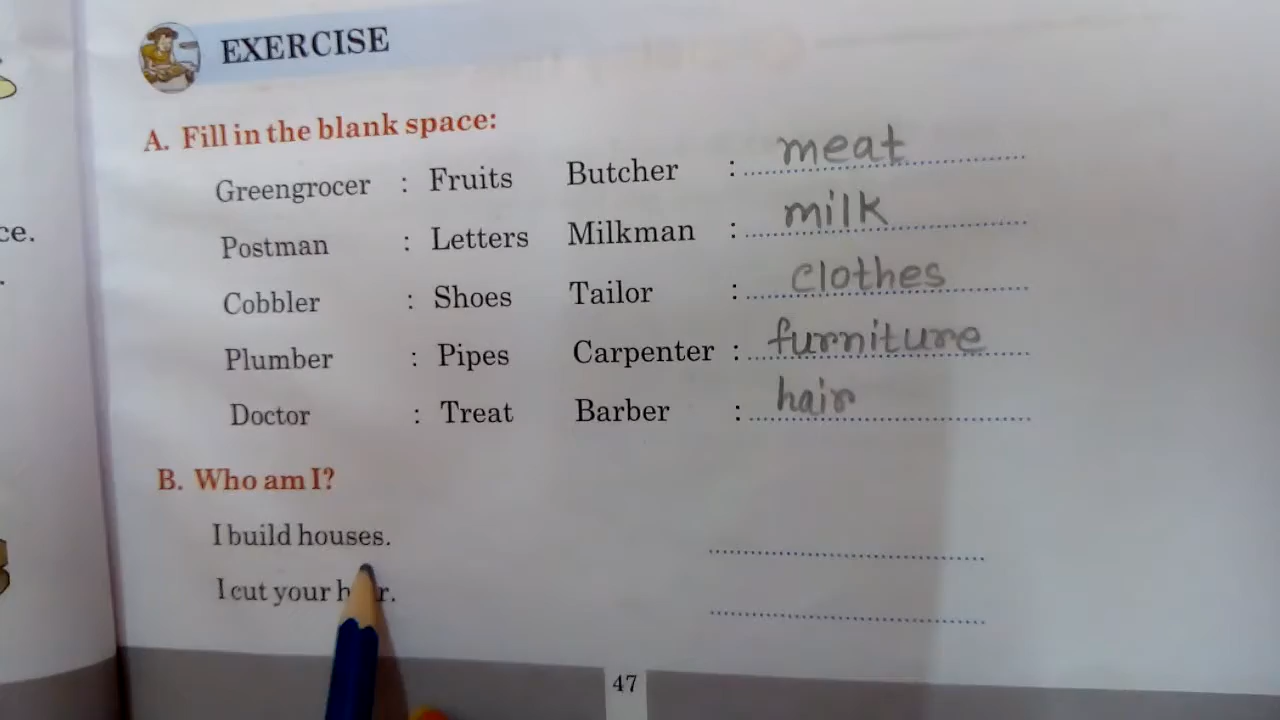 EXERCISE
A. Fill in the blank space:
Greengrocer : Fruits Butcher : meat
Postman : Letters Milkman : milk
Cobbler : Shoes Tailor : clothes
Plumber : Pipes Carpenter : furniture
Doctor : Treat Barber : hair
B. Who am I?
I build houses.
I cut your
47
ce.